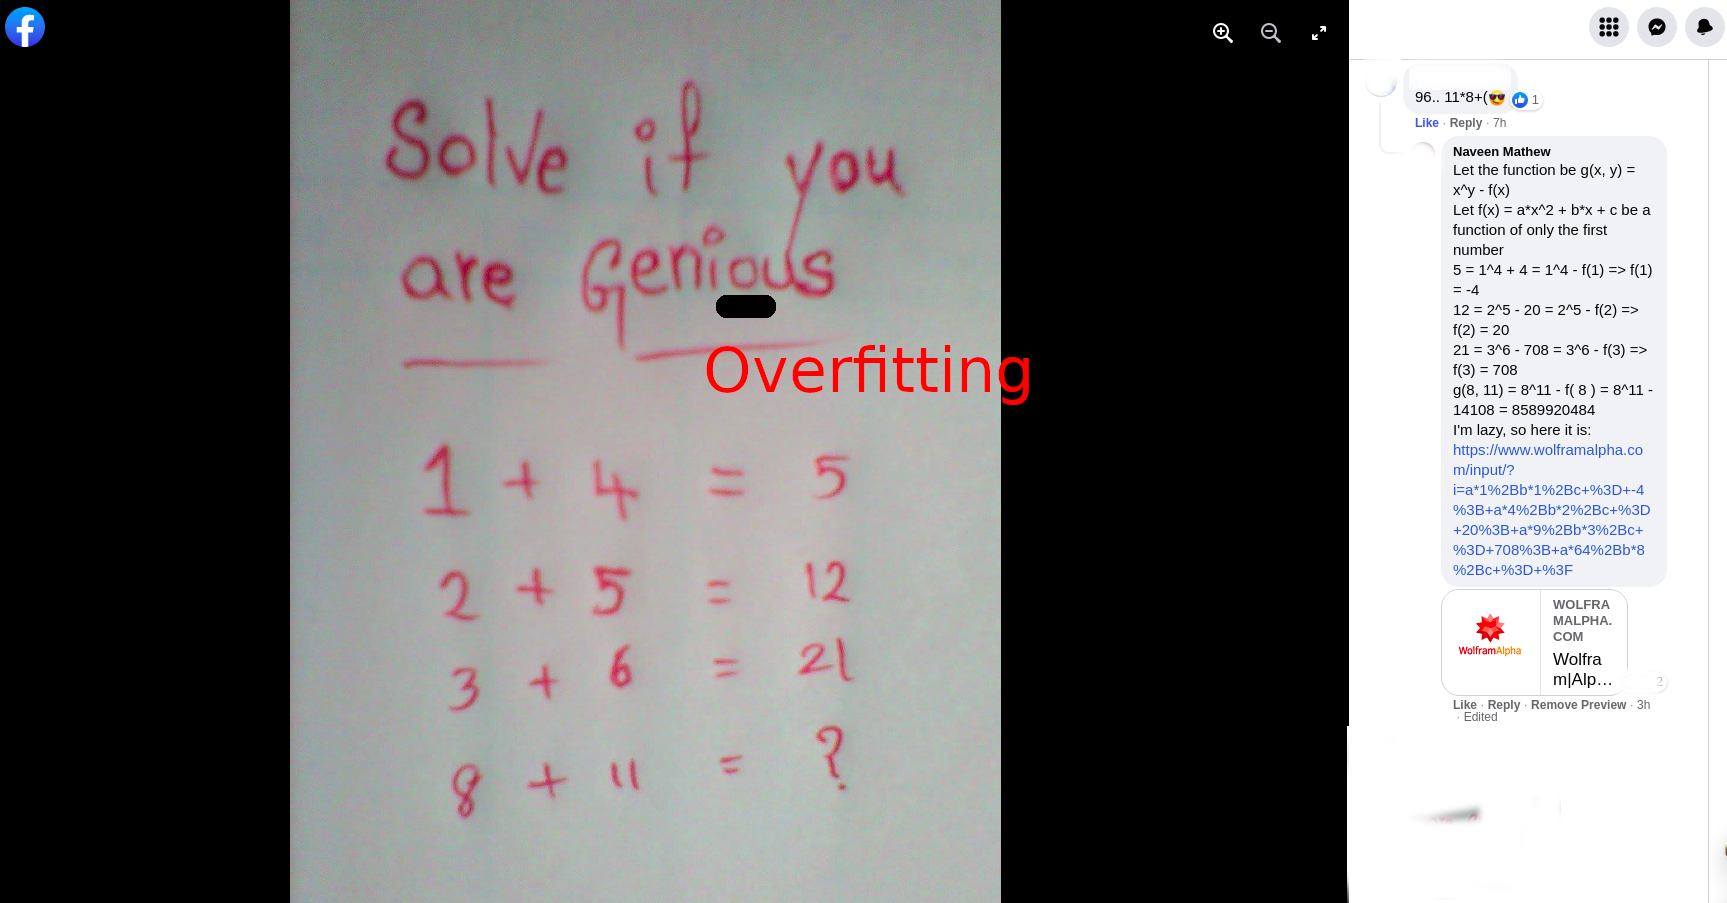 Solve if you
are Genious
Overfitting
1 + 4 = 5
2 + 5 = 12
3 + 6 = 21
8 + 11 = ?
96.. 11*8+(😎
1
Like · Reply · 7h
Naveen Mathew
Let the function be g(x, y) =
x^y - f(x)
Let f(x) = a*x^2 + b*x + c be a
function of only the first
number
5 = 1^4 + 4 = 1^4 - f(1) => f(1)
= -4
12 = 2^5 - 20 = 2^5 - f(2) =>
f(2) = 20
21 = 3^6 - 708 = 3^6 - f(3) =>
f(3) = 708
g(8, 11) = 8^11 - f( 8 ) = 8^11 -
14108 = 8589920484
I'm lazy, so here it is:
https://www.wolframalpha.co
m/input/?
i=a*1%2Bb*1%2Bc+%3D+-4
%3B+a*4%2Bb*2%2Bc+%3D
+20%3B+a*9%2Bb*3%2Bc+
%3D+708%3B+a*64%2Bb*8
%2Bc+%3D+%3F
WolframAlpha
WOLFRA
MALPHA.
COM
Wolfra
m|Alp…
2
Like · Reply · Remove Preview · 3h
· Edited